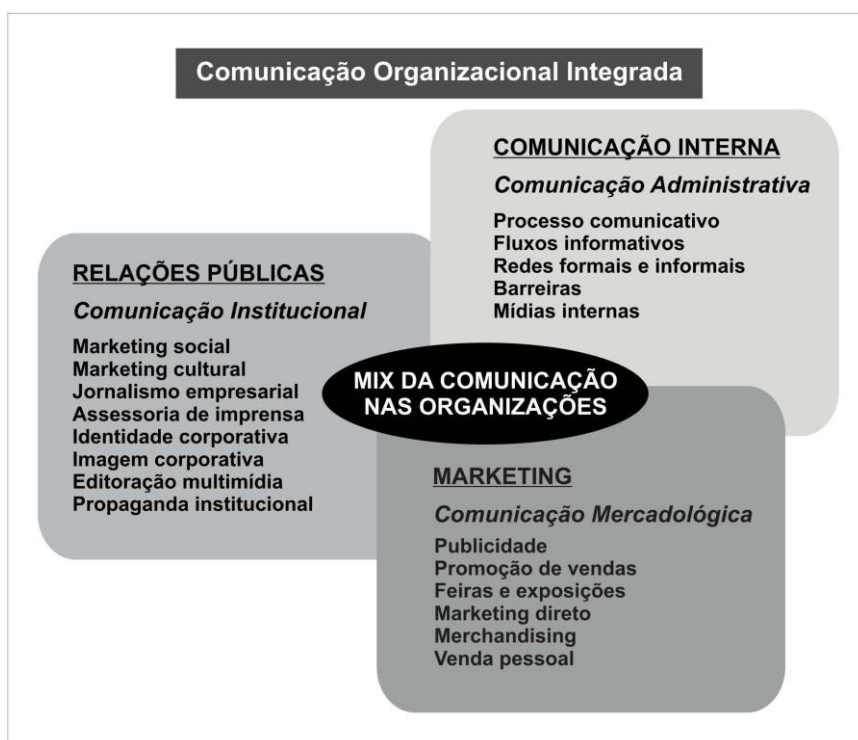 Comunicação Organizacional Integrada
COMUNICAÇÃO INTERNA
Comunicação Administrativa
Processo comunicativo
Fluxos informativos
Redes formais e informais
Barreiras
Mídias internas
RELAÇÕES PÚBLICAS
Comunicação Institucional
Marketing social
Marketing cultural
Jornalismo empresarial
Assessoria de imprensa
Identidade corporativa
Imagem corporativa
Editoração multimídia
Propaganda institucional
MIX DA COMUNICAÇÃO
NAS ORGANIZAÇÕES
MARKETING
Comunicação Mercadológica
Publicidade
Promoção de vendas
Feiras e exposições
Marketing direto
Merchandising
Venda pessoal